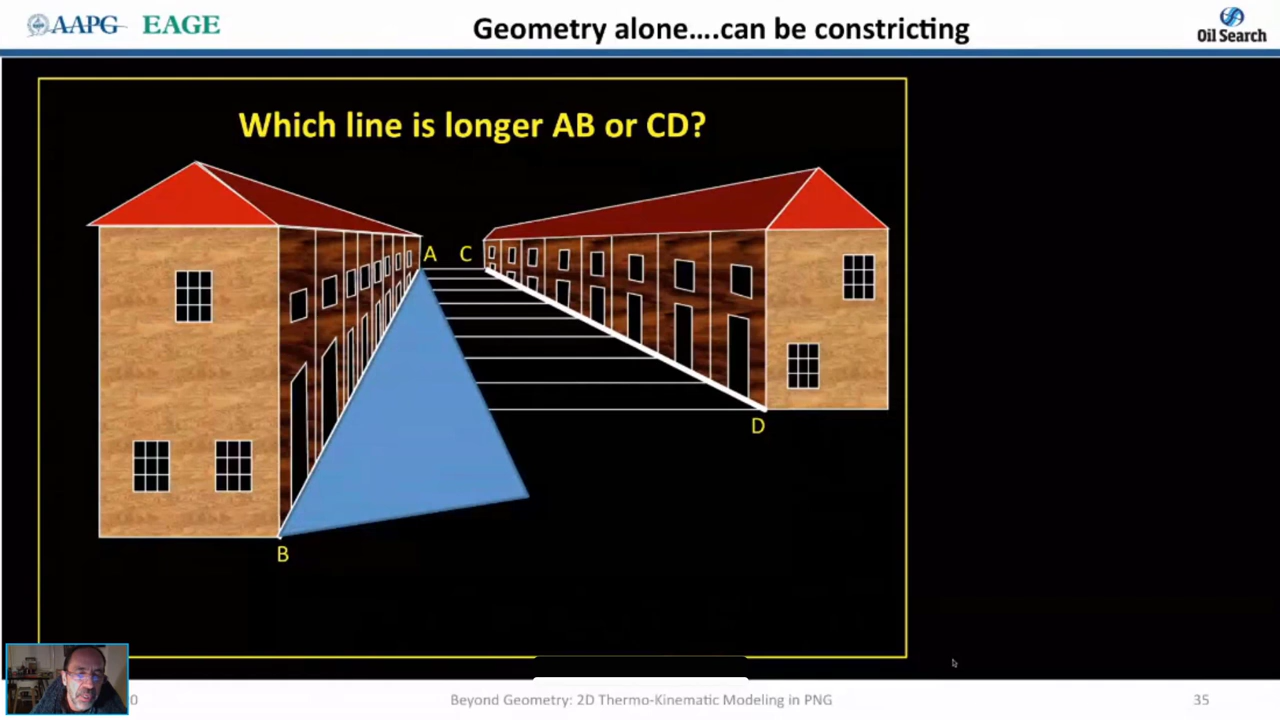 AAPG EAGE
Geometry alone....can be constricting
Oil Search
Which line is longer AB or CD?
A C
D
B
0
Beyond Geometry: 2D Thermo-Kinematic Modeling in PNG
35